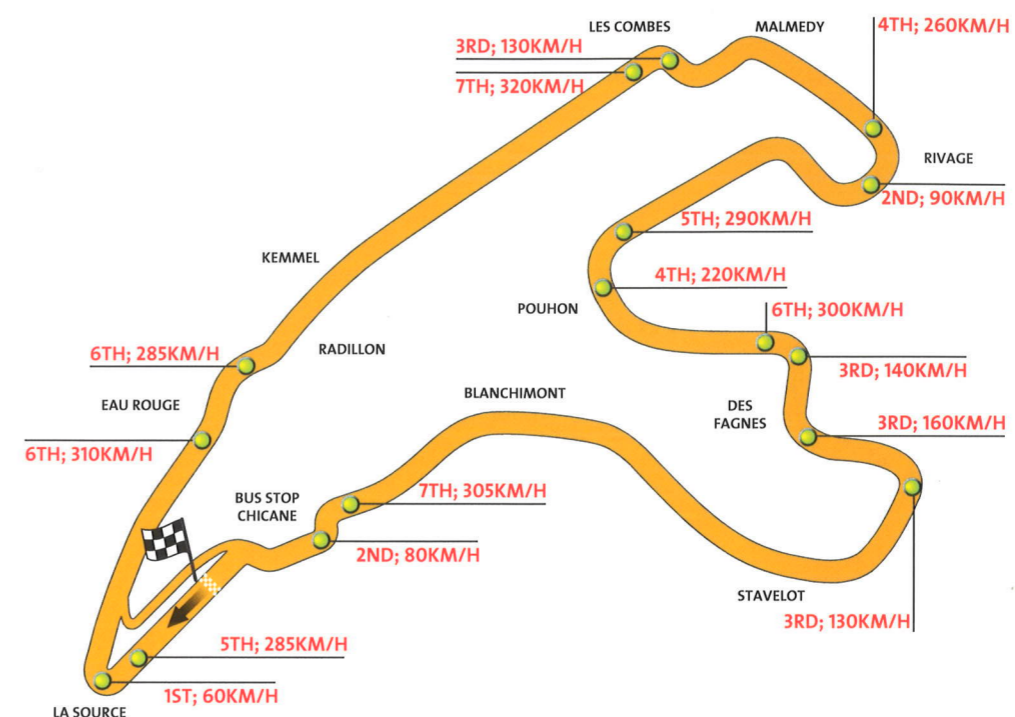 LES COMBES
MALMEDY
4TH; 260KM/H
3RD; 130KM/H
7TH; 320KM/H
RIVAGE
2ND; 90KM/H
5TH; 290KM/H
KEMMEL
4TH; 220KM/H
POUHON
6TH; 300KM/H
RADILLON
6TH; 285KM/H
3RD; 140KM/H
BLANCHIMONT
EAU ROUGE
DES
FAGNES
3RD; 160KM/H
6TH; 310KM/H
7TH; 305KM/H
BUS STOP
CHICANE
2ND; 80KM/H
STAVELOT
3RD; 130KM/H
5TH; 285KM/H
1ST; 60KM/H
LA SOURCE